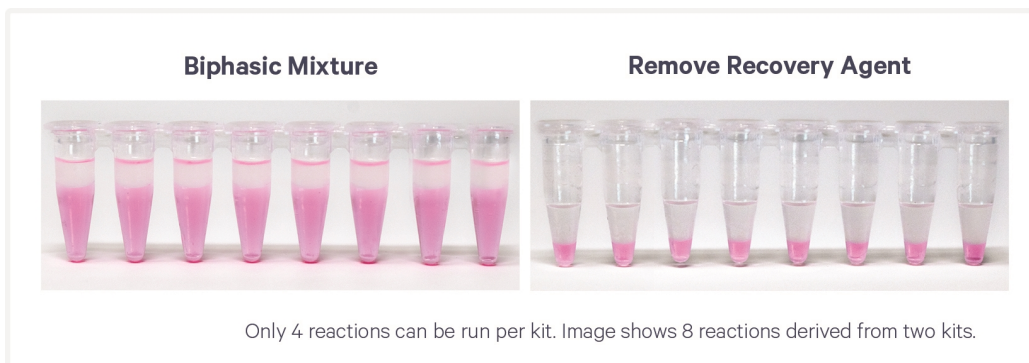 Biphasic Mixture
Remove Recovery Agent
Only 4 reactions can be run per kit. Image shows 8 reactions derived from two kits.